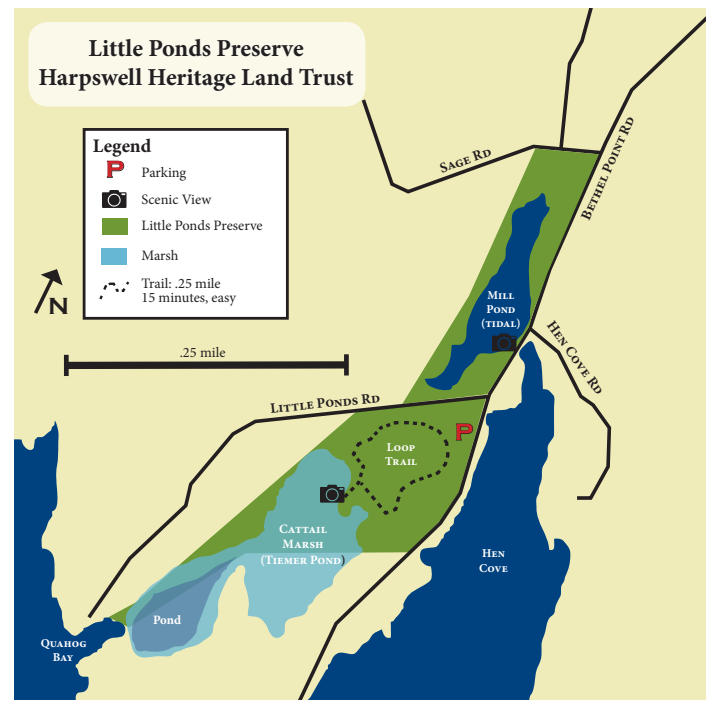 Little Ponds Preserve
Harpswell Heritage Land Trust
Legend
P Parking
Scenic View
Little Ponds Preserve
Marsh
Trail: .25 mile
15 minutes, easy
N
.25 mile
Sage Rd
Bethel Point Rd
Mill
Pond
(tidal)
Hen Cove Rd
Little Ponds Rd
P
Loop
Trail
Cattail
Marsh
(Tiemer Pond)
Hen
Cove
Pond
Quahog
Bay